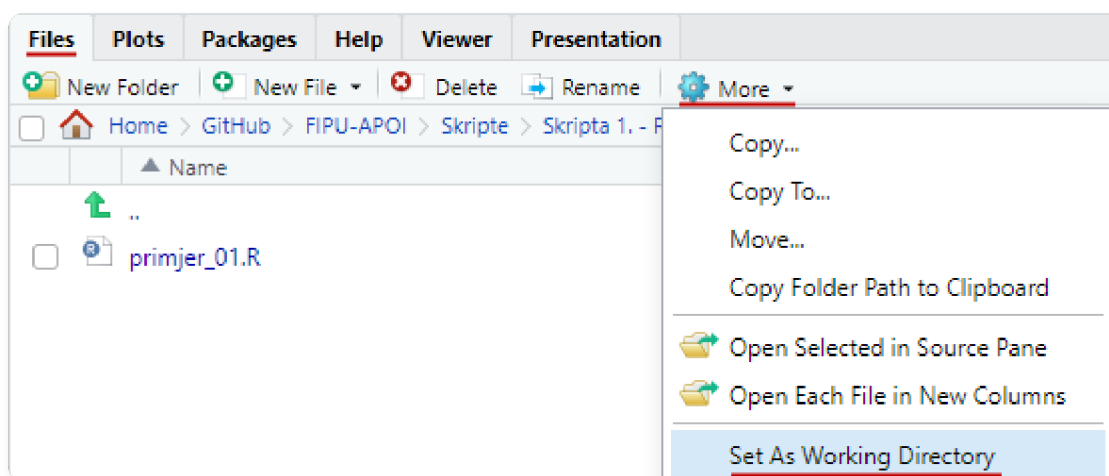 Files Plots Packages Help Viewer Presentation
New Folder New File Delete Rename More
Home > GitHub > FIPU-APOI > Skripte > Skripta 1. -
Name
..
primjer_01.R
Copy...
Copy To...
Move...
Copy Folder Path to Clipboard
Open Selected in Source Pane
Open Each File in New Columns
Set As Working Directory